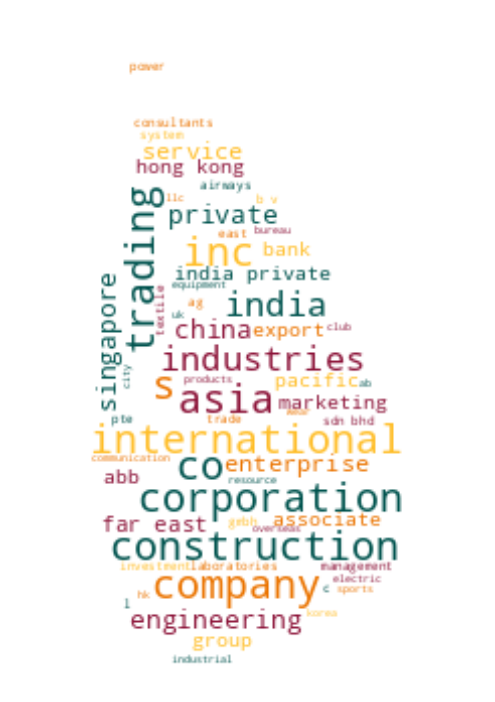 power
consultants
system
service
hong kong
airways
llc
b v
trading
private
east
bureau
inc
bank
india private
singapore
equipment
textile
ag
india
uk
china
export
club
industries
city
s
products
pacific
ab
asia
marketing
wear
pte
trade
sdn bhd
international
communication
co
enterprise
abb
resource
corporation
far east
gmbh
associate
overseas
construction
investment
laboratories
management
electric
company
c
sports
hk
l
engineering
korea
group
industrial